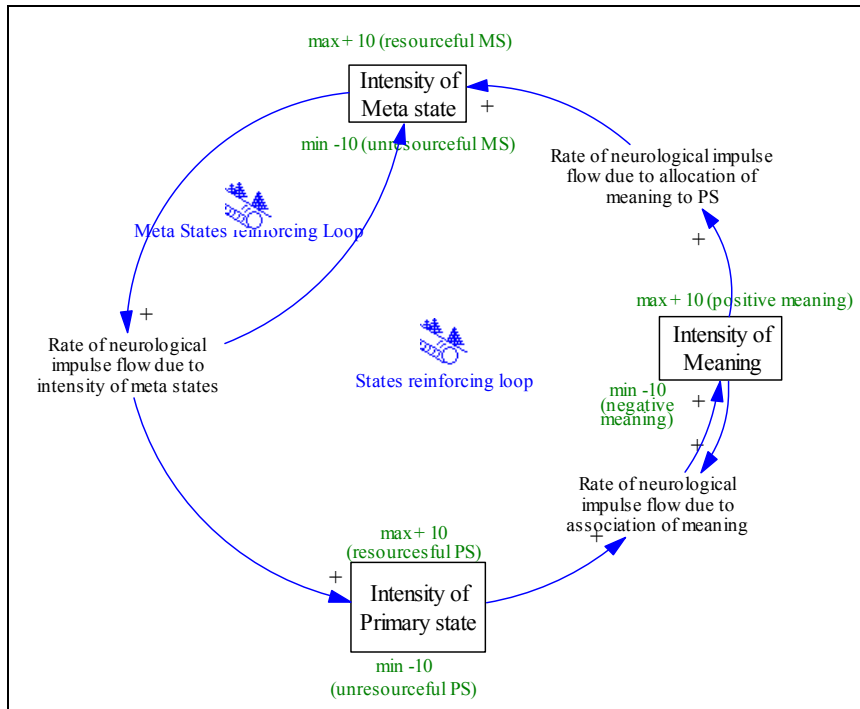 max + 10 (resourceful MS)
Intensity of
Meta state
+
min -10 (unresourceful MS)
Rate of neurological impulse
flow due to allocation of
meaning to PS
Meta States reinforcing Loop
+
max + 10 (positive meaning)
+
Rate of neurological
impulse flow due to
intensity of meta states
Intensity of
Meaning
States reinforcing loop
min -10
(negative
meaning)
+
+
Rate of neurological
impulse flow due to
association of meaning
+
max + 10
(resourcesful PS)
+
Intensity of
Primary state
min -10
(unresourceful PS)